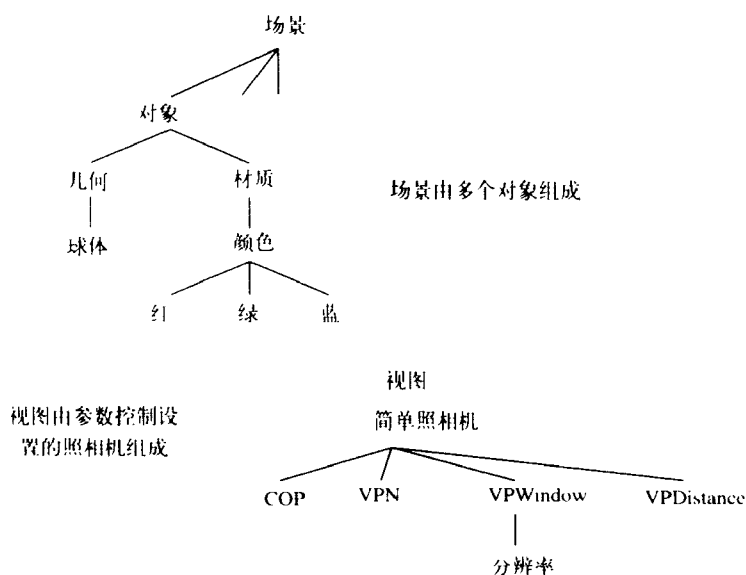 场景
对象
几何 材质
场景由多个对象组成
球体 颜色
红 绿 蓝
视图
视图由参数控制设
置的照相机组成
简单照相机
COP VPN VPWindow VPDistance
分辨率